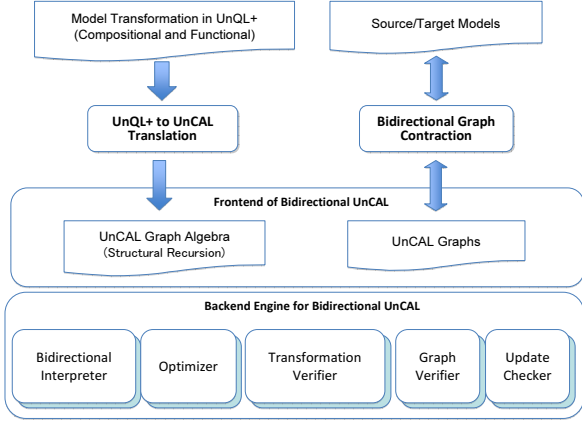 Model Transformation in UnQL+
(Compositional and Functional)
Source/Target Models
UnQL+ to UnCAL
Translation
Bidirectional Graph
Contraction
Frontend of Bidirectional UnCAL
UnCAL Graph Algebra
(Structural Recursion)
UnCAL Graphs
Backend Engine for Bidirectional UnCAL
Bidirectional
Interpreter
Optimizer
Transformation
Verifier
Graph
Verifier
Update
Checker